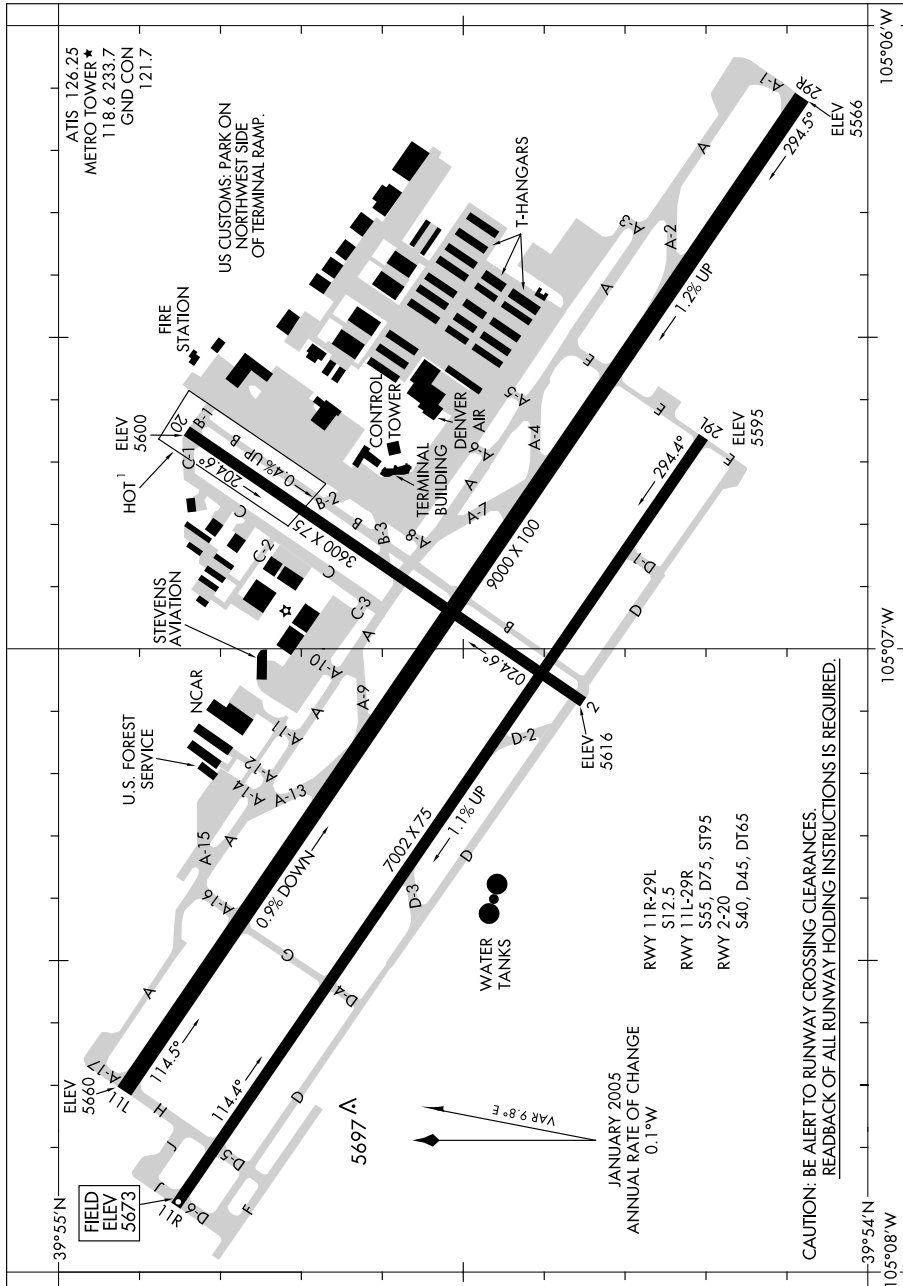 ATIS 126.25
METRO TOWER ★
118.6 233.7
GND CON
121.7
105°06'W
US CUSTOMS: PARK ON
NORTHWEST SIDE
OF TERMINAL RAMP.
FIRE
STATION
ELEV
5600
HOT 1
20
B-1
C-1
B
204.6°
0.4% UP
C
B-2
B
3600 X 75
B-3
C-2
C
C-3
STEVENS
AVIATION
NCAR
U.S. FOREST
SERVICE
CONTROL
TOWER
TERMINAL
BUILDING
DENVER
AIR
T-HANGARS
A-1
29R
ELEV
5566
294.5°
A
A-3
A-2
A
1.2% UP
E
A-5
A-4
E
A-6
A
A-7
A-8
29L
ELEV
5595
294.4°
E
9000 X 100
D-1
D
B
A
A-10
A-9
024.6°
105°07'W
2
ELEV
5616
D-2
A
A-11
A-12
A-14
A-13
A-15
A
A-16
0.9% DOWN
7002 X 75
1.1% UP
D
D-3
G
D-4
WATER
TANKS
A
A-17
ELEV
5660
11L
114.5°
H
114.4°
D
J
D-5
J
FIELD
ELEV
5673
11R
D-6
F
5697
39°55'N
VAR 9.8° E
JANUARY 2005
ANNUAL RATE OF CHANGE
0.1°W
RWY 11R-29L
S12.5
RWY 11L-29R
S55, D75, ST95
RWY 2-20
S40, D45, DT65
CAUTION: BE ALERT TO RUNWAY CROSSING CLEARANCES.
READBACK OF ALL RUNWAY HOLDING INSTRUCTIONS IS REQUIRED.
39°54'N
105°08'W